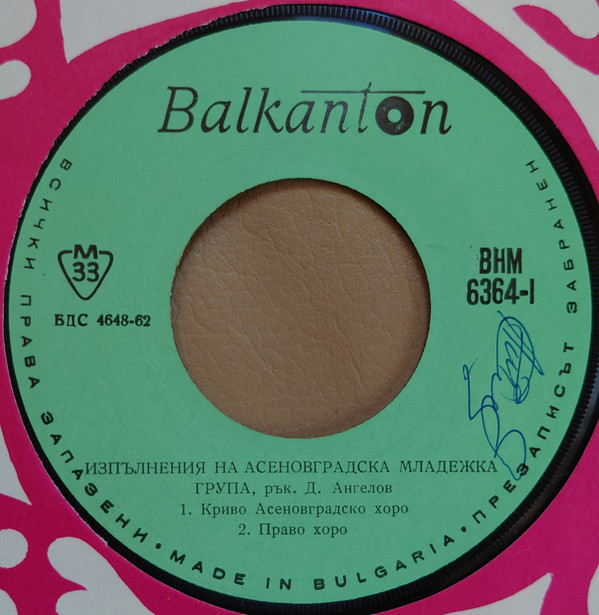 Balkanton
ВСИЧКИ ПРАВА ЗАПАЗЕНИ • MADE IN BULGARIA • ПРЕЗАПИСЪТ ЗАБРАНЕН
М
33
БДС 4648-62
ВНМ
6364-I
ИЗПЪЛНЕНИЯ НА АСЕНОВГРАДСКА МЛАДЕЖКА
ГРУПА, рък. Д. Ангелов
1. Криво Асеновградско хоро
2. Право хоро